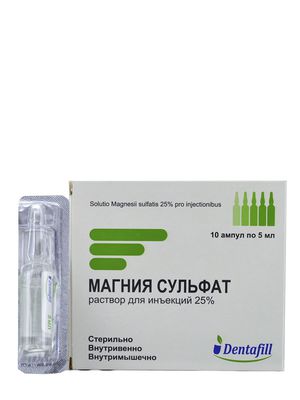 Solutio Magnesii sulfatis 25% pro injectionibus
10 ампул по 5 мл
МАГНИЯ СУЛЬФАТ
раствор для инъекций 25%
Стерильно
Внутривенно
Внутримышечно
Dentafill